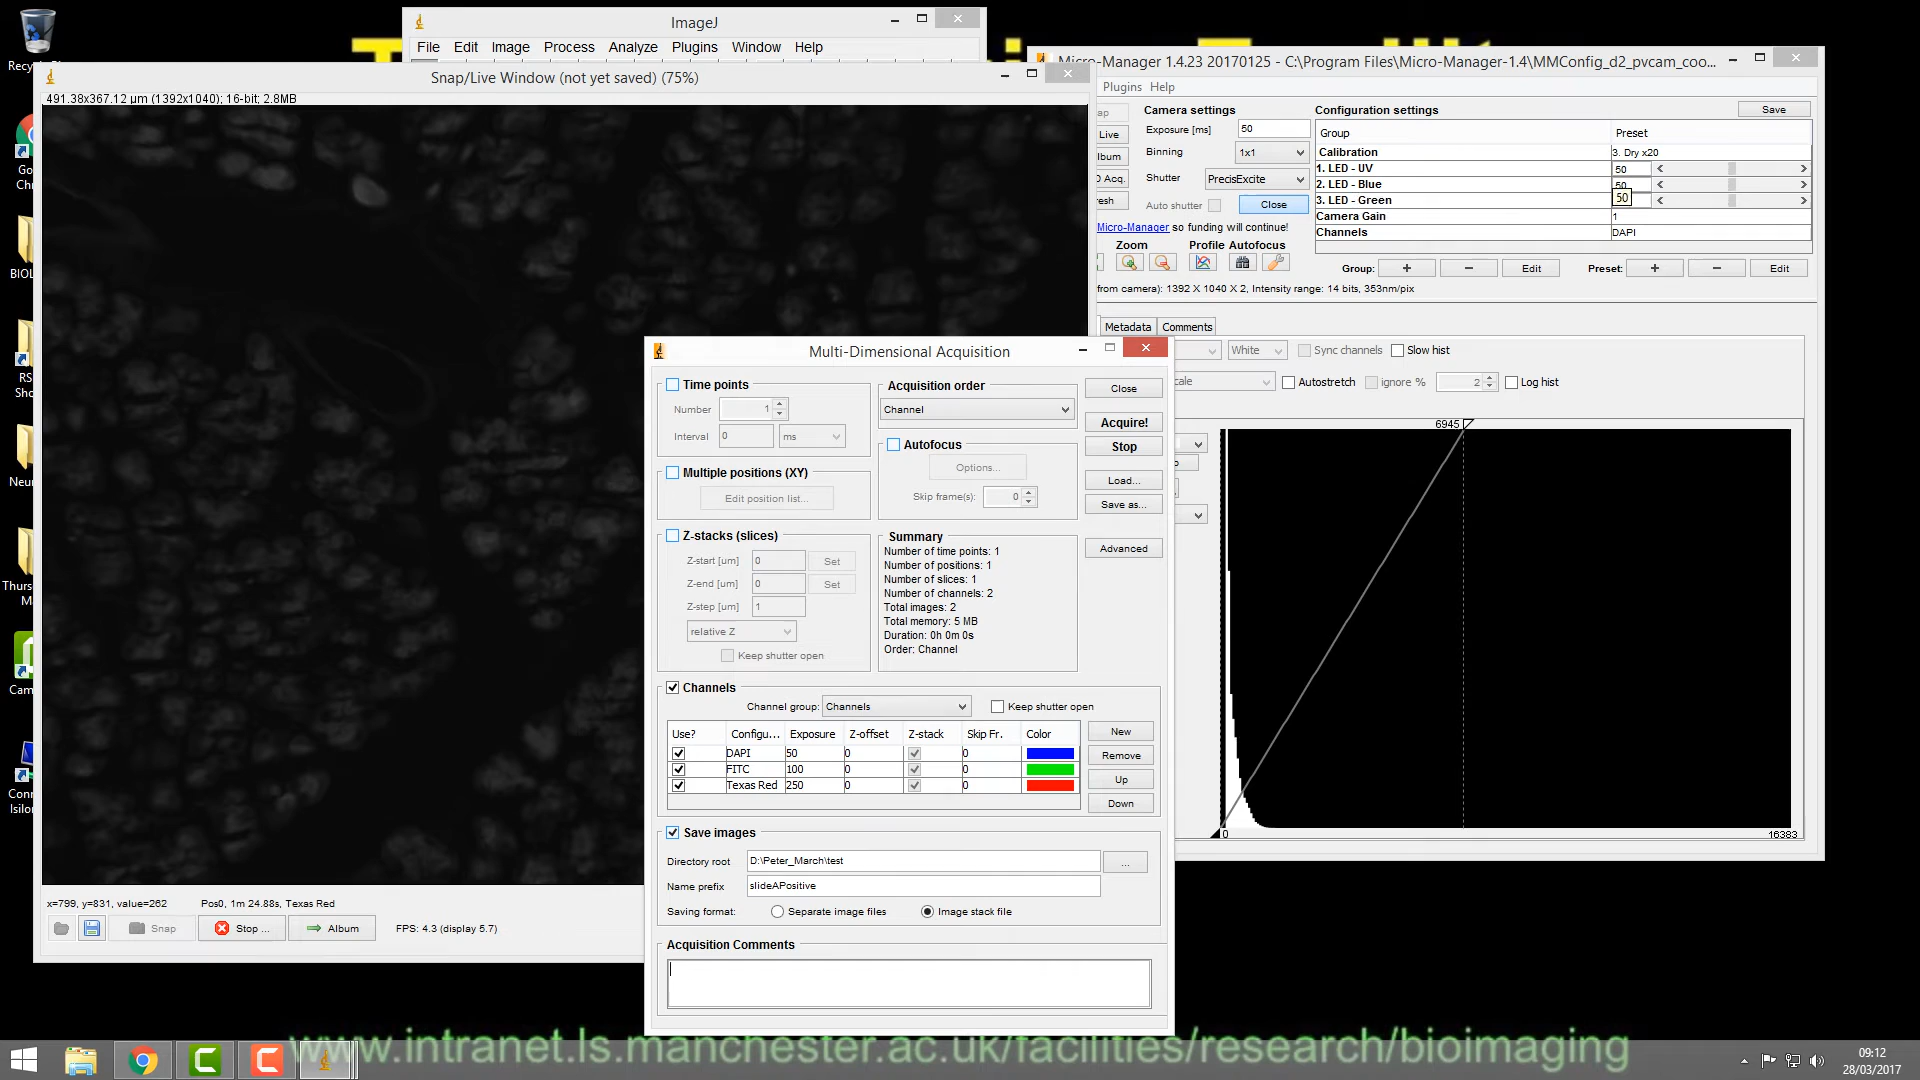 ImageJ
File Edit Image Process Analyze Plugins Window Help
Snap/Live Window (not yet saved) (75%)
491.38x367.12 µm (1392x1040); 16-bit; 2.8MB
x=799, y=831, value=262
Pos0, 1m 24.88s, Texas Red
Snap
Stop ...
Album
FPS: 4.3 (display 5.7)
Micro-Manager 1.4.23 20170125 - C:\Program Files\Micro-Manager-1.4\MMConfig_d2_pvcam_coo...
Plugins Help
Live
Camera settings
Exposure [ms] 50
Binning 1x1
Shutter PrecisExcite
Auto shutter
Close
Micro-Manager so funding will continue!
Zoom Profile Autofocus
from camera): 1392 X 1040 X 2, Intensity range: 14 bits, 353nm/pix
Configuration settings
Save
Group Preset
Calibration 3. Dry x20
1. LED - UV 50
2. LED - Blue 50
3. LED - Green 50
Camera Gain 1
Channels DAPI
Group: + - Edit
Preset: + - Edit
Metadata Comments
White
Sync channels
Slow hist
Autostretch
ignore % 2
Log hist
6945
0
16383
Multi-Dimensional Acquisition
Time points
Number 1
Interval 0 ms
Multiple positions (XY)
Edit position list...
Z-stacks (slices)
Z-start [um] 0 Set
Z-end [um] 0 Set
Z-step [um] 1
relative Z
Keep shutter open
Acquisition order
Channel
Autofocus
Options...
Skip frame(s): 0
Summary
Number of time points: 1
Number of positions: 1
Number of slices: 1
Number of channels: 2
Total images: 2
Total memory: 5 MB
Duration: 0h 0m 0s
Order: Channel
Close
Acquire!
Stop
Load...
Save as...
Advanced
Channels
Channel group: Channels
Keep shutter open
Use? Configu... Exposure Z-offset Z-stack Skip Fr. Color
DAPI 50 0 0
FITC 100 0 0
Texas Red 250 0 0
New
Remove
Up
Down
Save images
Directory root D:\Peter_March\test
...
Name prefix slideAPositive
Saving format: Separate image files Image stack file
Acquisition Comments
www.intranet.ls.manchester.ac.uk/facilities/research/bioimaging
09:12
28/03/2017